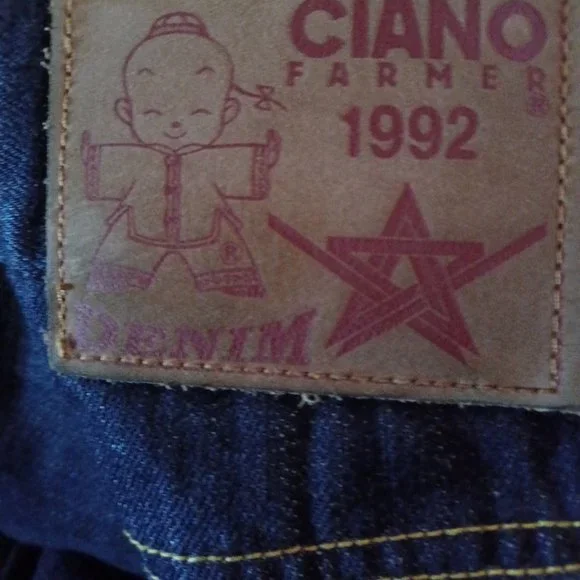 CIANO
FARMER®
1992
®
DENIM